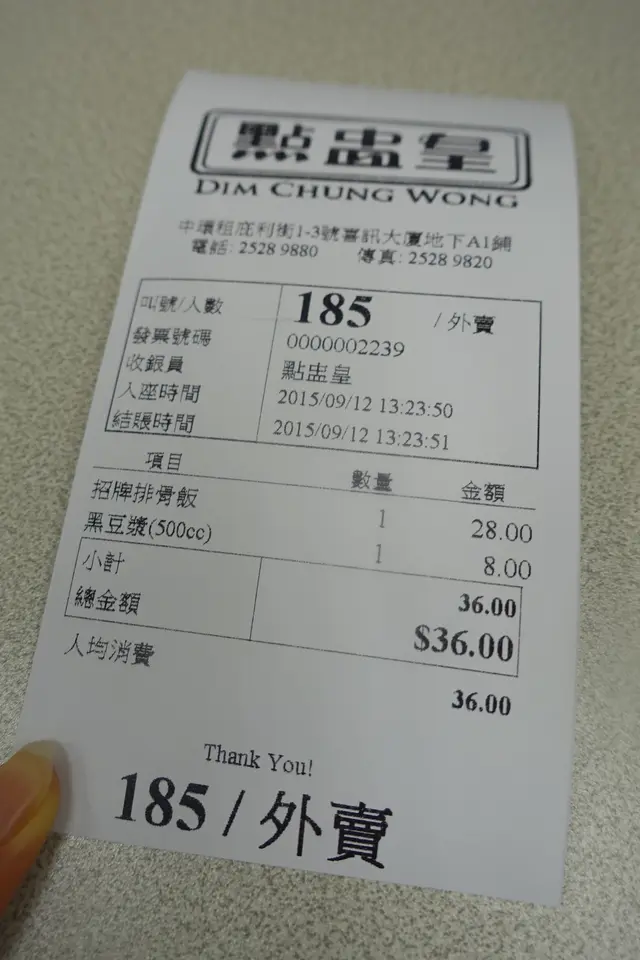 點盅皇
DIM CHUNG WONG
中環租庇利街1-3號喜訊大廈地下A1鋪
電話: 2528 9880 傳真: 2528 9820
叫號/人數 185 / 外賣
發票號碼 0000002239
收銀員 點盅皇
入座時間 2015/09/12 13:23:50
結賬時間 2015/09/12 13:23:51
項目 數量 金額
招牌排骨飯 1 28.00
黑豆漿(500cc) 1 8.00
小計 36.00
總金額 $36.00
人均消費 36.00
Thank You!
185 / 外賣